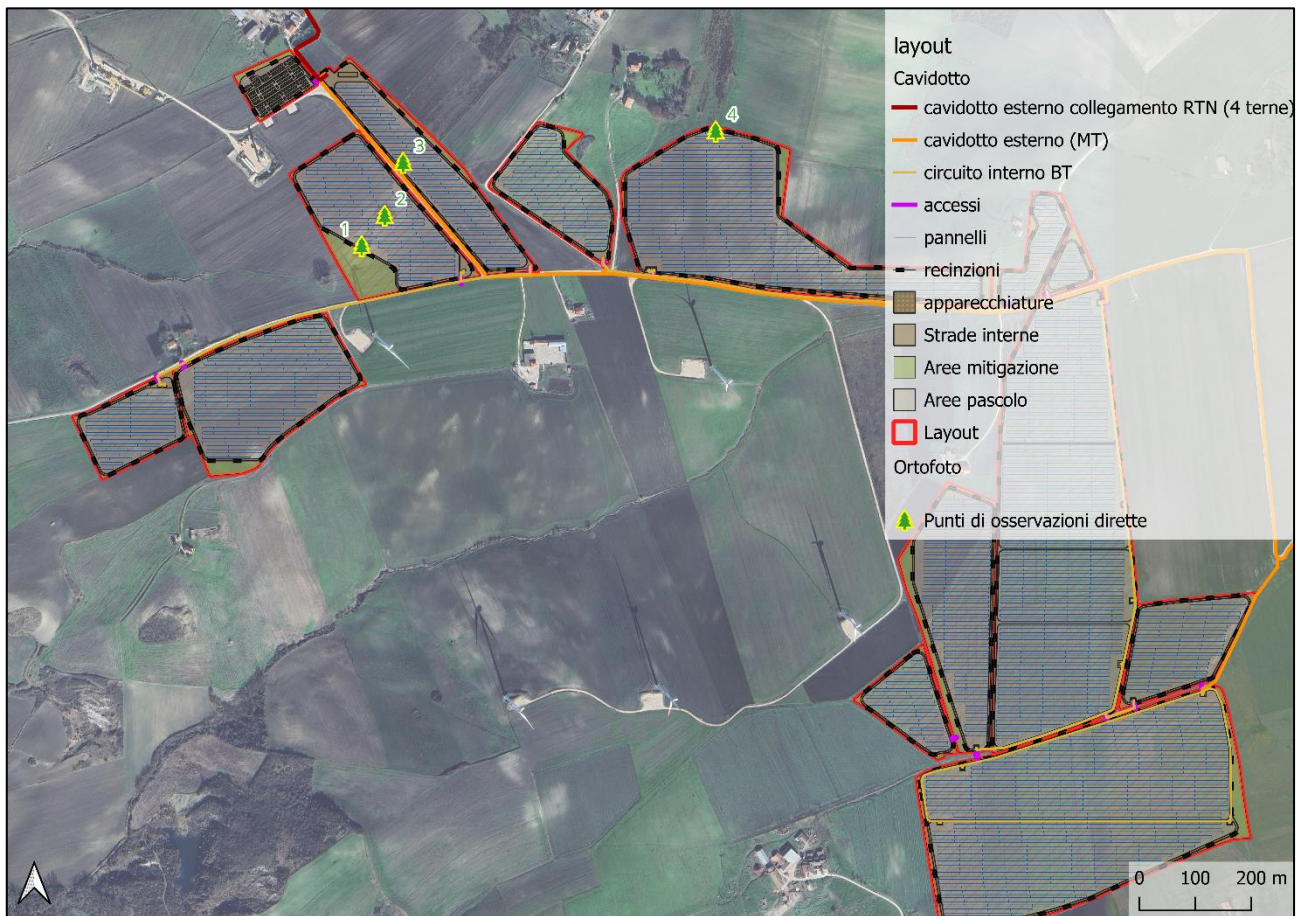 layout
Cavidotto
cavidotto esterno collegamento RTN (4 terne)
cavidotto esterno (MT)
circuito interno BT
accessi
pannelli
recinzioni
apparecchiature
Strade interne
Aree mitigazione
Aree pascolo
Layout
Ortofoto
Punti di osservazioni dirette
4
3
2
1
0 100 200 m